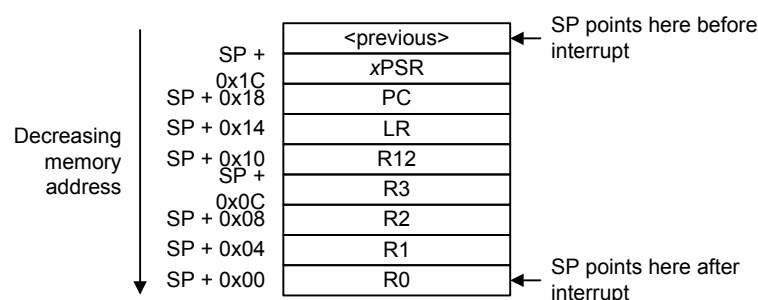 <previous>
SP points here before
interrupt
SP +
0x1C
xPSR
SP + 0x18
PC
SP + 0x14
LR
Decreasing
memory
address
SP + 0x10
R12
SP +
0x0C
R3
SP + 0x08
R2
SP + 0x04
R1
SP + 0x00
R0
SP points here after
interrupt